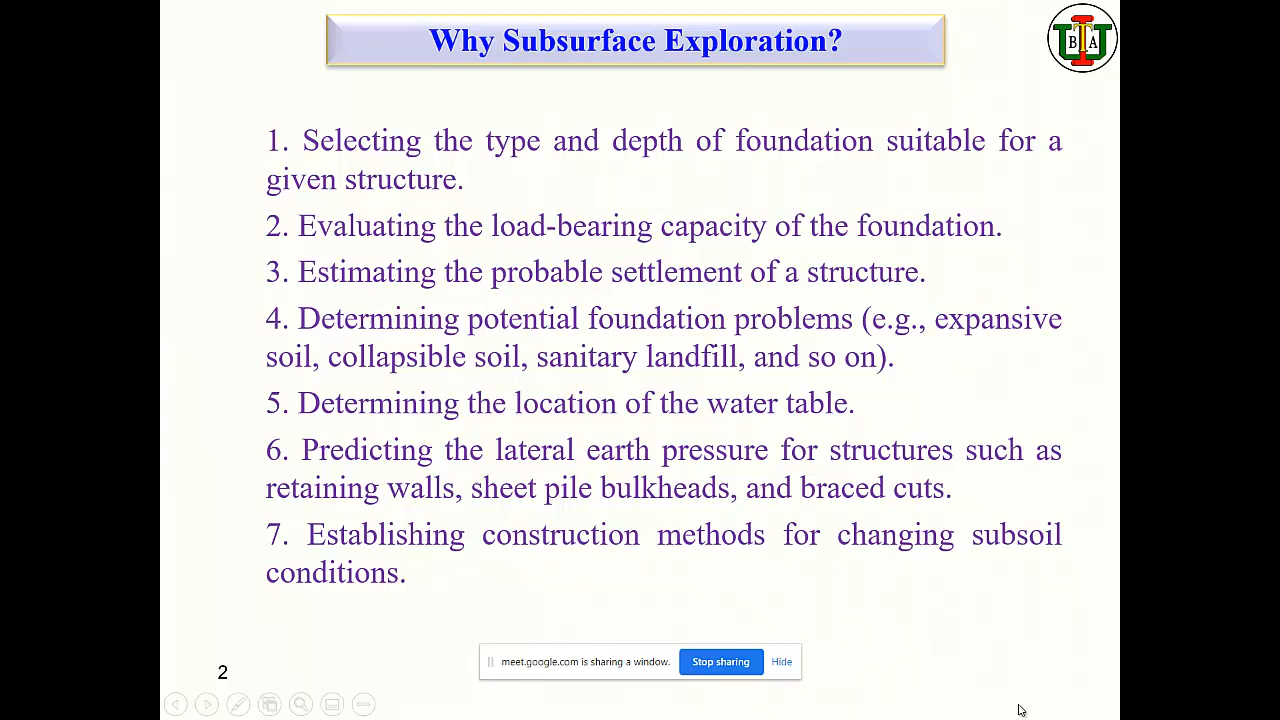 Why Subsurface Exploration?
BTA
1. Selecting the type and depth of foundation suitable for a
given structure.
2. Evaluating the load-bearing capacity of the foundation.
3. Estimating the probable settlement of a structure.
4. Determining potential foundation problems (e.g., expansive
soil, collapsible soil, sanitary landfill, and so on).
5. Determining the location of the water table.
6. Predicting the lateral earth pressure for structures such as
retaining walls, sheet pile bulkheads, and braced cuts.
7. Establishing construction methods for changing subsoil
conditions.
meet.google.com is sharing a window.
Stop sharing
Hide
2